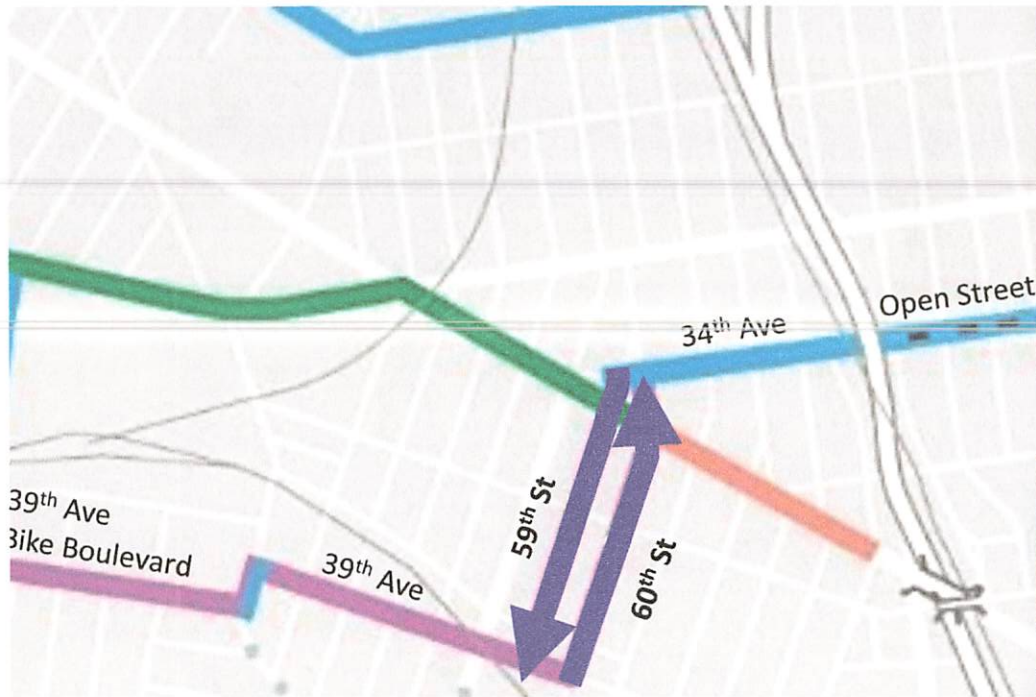 Open Street
34th Ave
59th St
60th St
39th Ave
Bike Boulevard
39th Ave